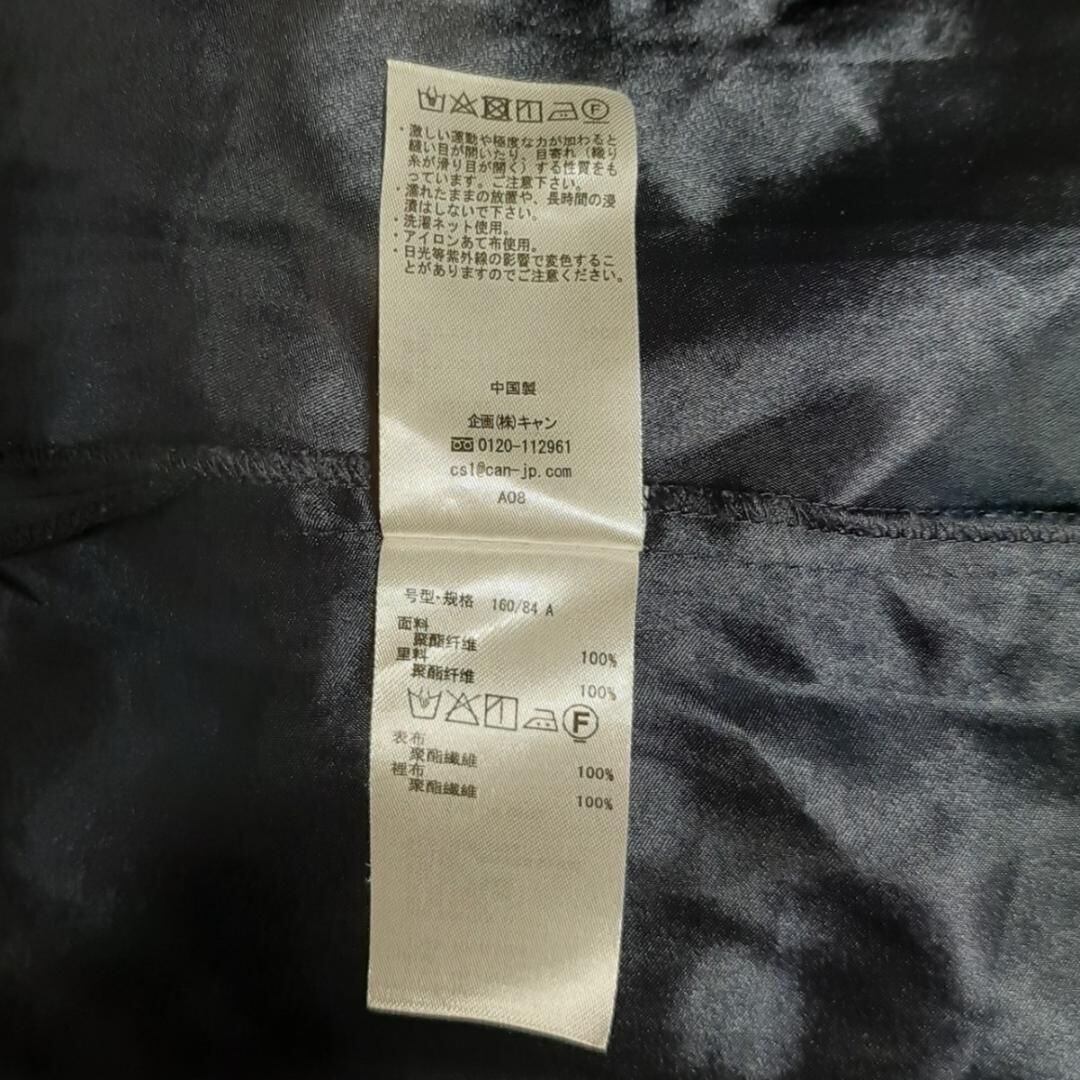 ・激しい運動や極度な力が加わると
縫い目が開いたり、目寄れ(織り
糸が滑り目が開く)する性質をも
っています。ご注意下さい。
・濡れたままの放置や、長時間の浸
漬はしないで下さい。
・洗濯ネット使用。
・アイロンあて布使用。
・日光等紫外線の影響で変色するこ
とがありますのでご注意ください。
中国製
企画(株)キャン
0120-112961
csl@can-jp.com
A08
号型・规格 160/84 A
面料
聚酯纤维 100%
里料
聚酯纤维 100%
F
表布
聚酯纖維 100%
裡布
聚酯纖維 100%